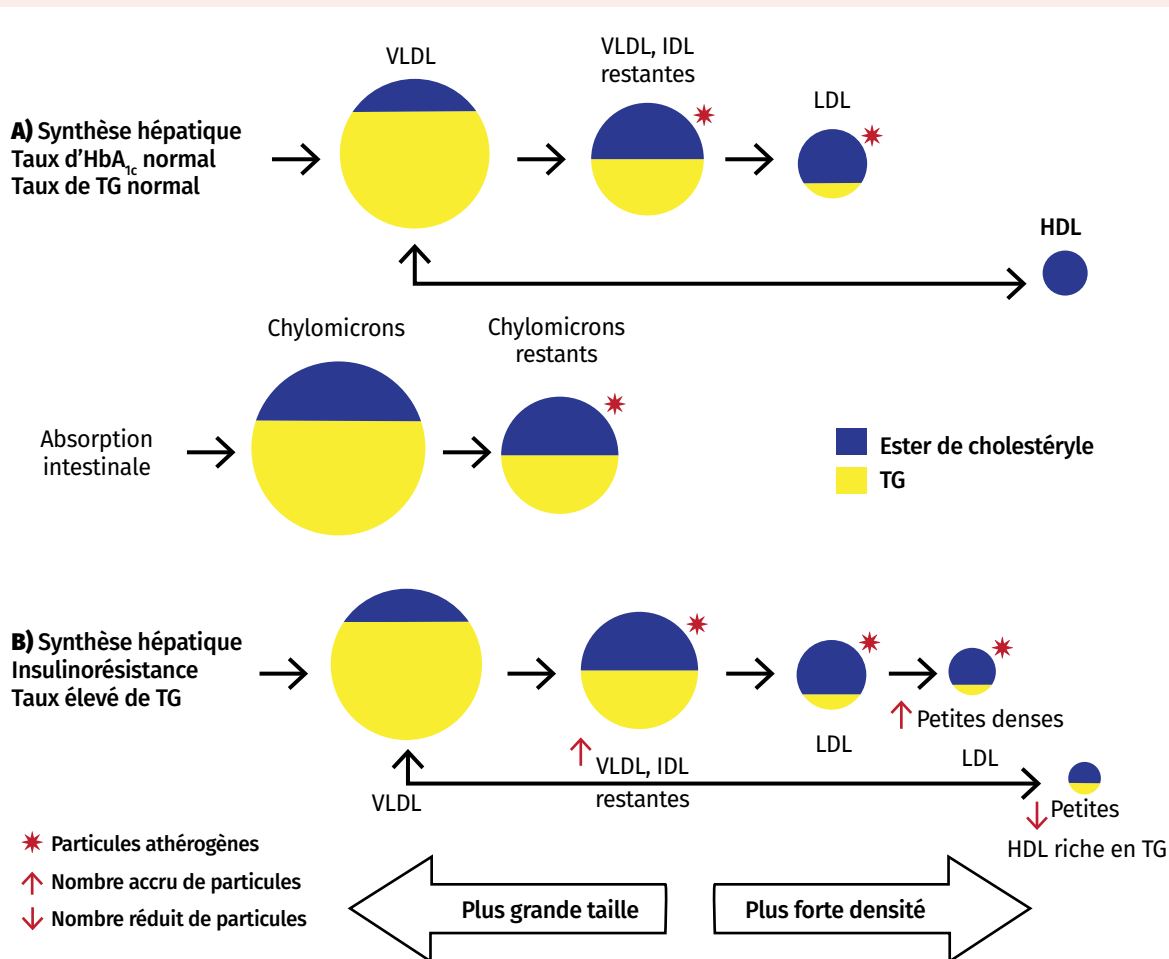 VLDL
VLDL, IDL
restantes
LDL
A) Synthèse hépatique
Taux d'HbA1c normal
Taux de TG normal
HDL
Chylomicrons
Chylomicrons
restants
Absorption
intestinale
Ester de cholestéryle
TG
B) Synthèse hépatique
Insulinorésistance
Taux élevé de TG
↑ Petites denses
LDL
LDL
↑ VLDL, IDL
restantes
VLDL
Petites
↓
HDL riche en TG
Particules athérogènes
↑ Nombre accru de particules
↓ Nombre réduit de particules
Plus grande taille
Plus forte densité